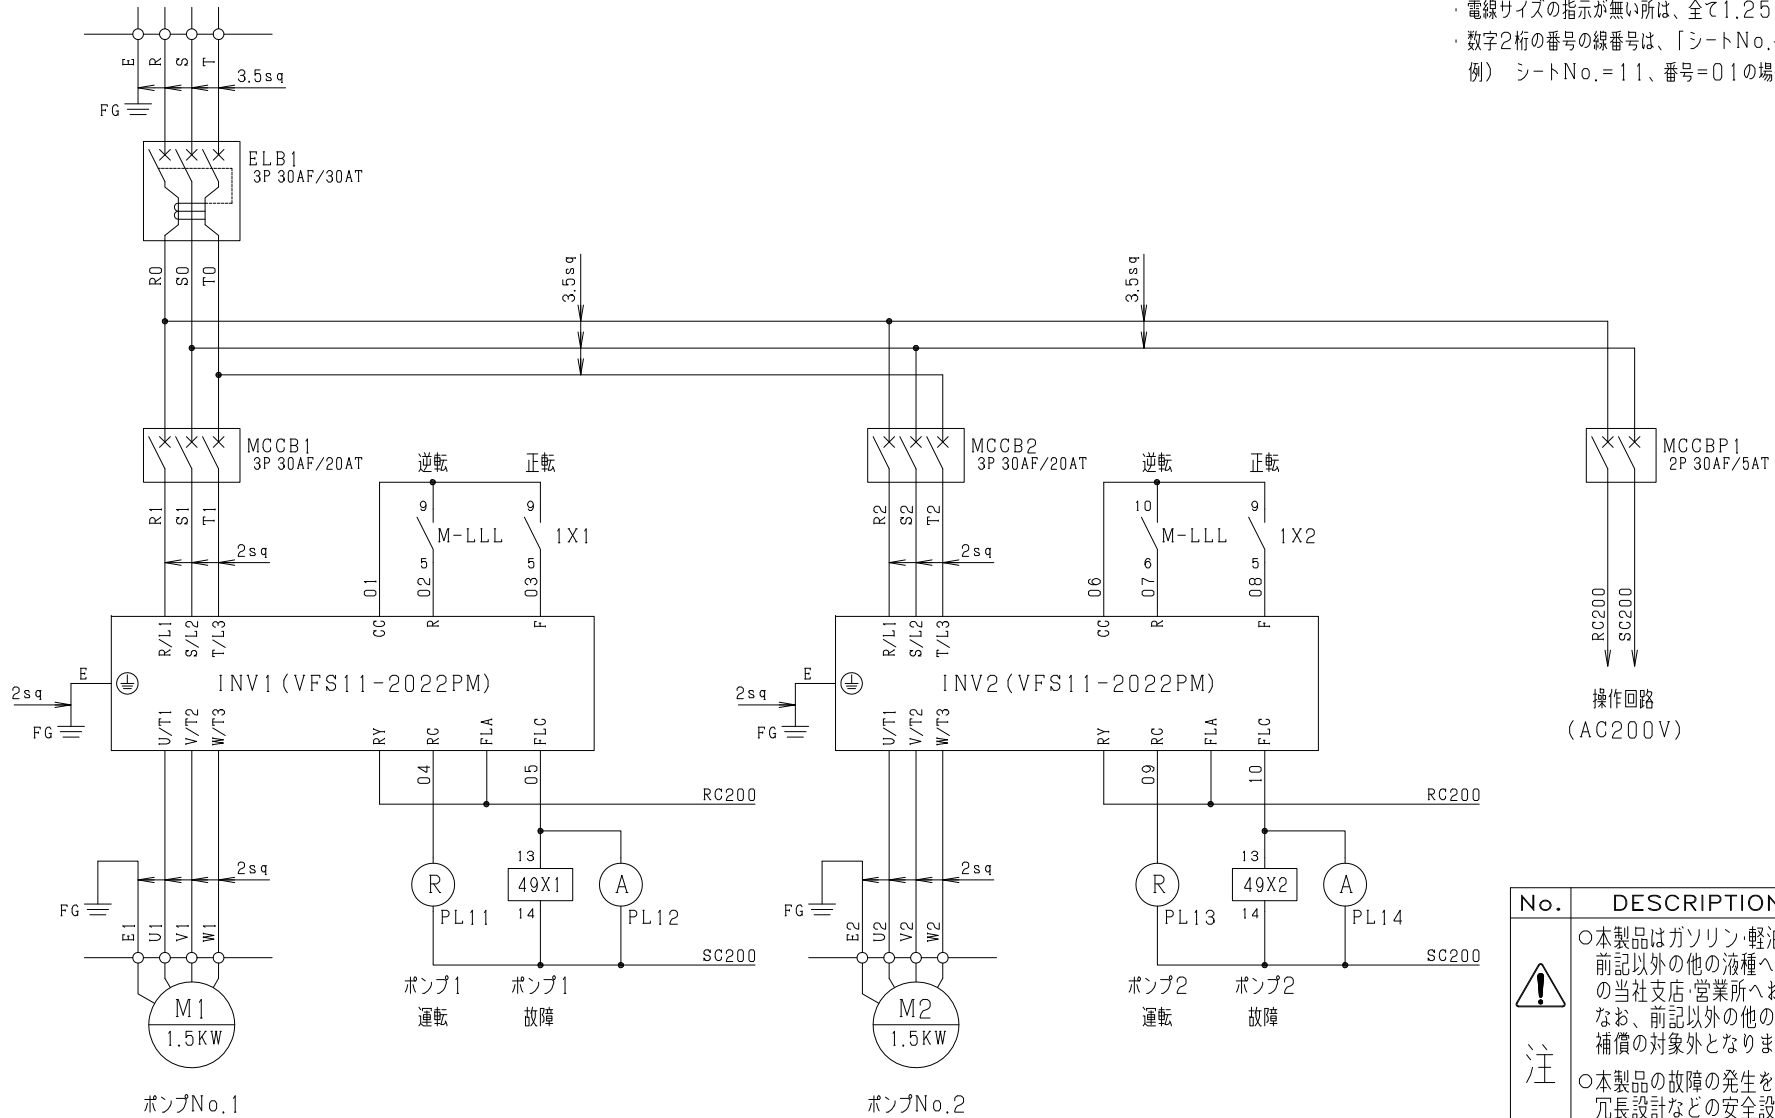 ・電線サイズの指示が無い所は、全て1.25
・数字2桁の番号の線番号は、「シートNo.
例） シートNo.=11、番号=01の場
E R S T
3.5sq
FG
ELB1
3P 30AF/30AT
R0 S0 T0
3.5sq
3.5sq
MCCB1
3P 30AF/20AT
逆転
正転
MCCB2
3P 30AF/20AT
逆転
正転
MCCBP1
2P 30AF/5AT
R1 S1 T1
9
M-LLL
5
9
1X1
5
R2 S2 T2
10
M-LLL
6
9
1X2
5
2sq
2sq
01 02 03
06 07 08
RC200 SC200
R/L1 S/L2 T/L3 CC R F
R/L1 S/L2 T/L3 CC R F
E
2sq
FG
INV1(VFS11-2022PM)
E
2sq
FG
INV2(VFS11-2022PM)
操作回路
(AC200V)
U/T1 V/T2 W/T3 RY RC FLA FLC
U/T1 V/T2 W/T3 RY RC FLA FLC
04 05
09 10
RC200
RC200
2sq
FG
R
PL11
13
49X1
14
A
PL12
2sq
FG
R
PL13
13
49X2
14
A
PL14
E1 U1 V1 W1
E2 U2 V2 W2
SC200
SC200
M1
1.5KW
ポンプ1
運転
ポンプ1
故障
M2
1.5KW
ポンプ2
運転
ポンプ2
故障
ポンプNo.1
ポンプNo.2
No. DESCRIPTION
注
○本製品はガソリン・軽油
前記以外の他の液種へ
の当社支店・営業所へお
なお、前記以外の他の
補償の対象外となりま
○本製品の故障の発生を
冗長設計などの安全設